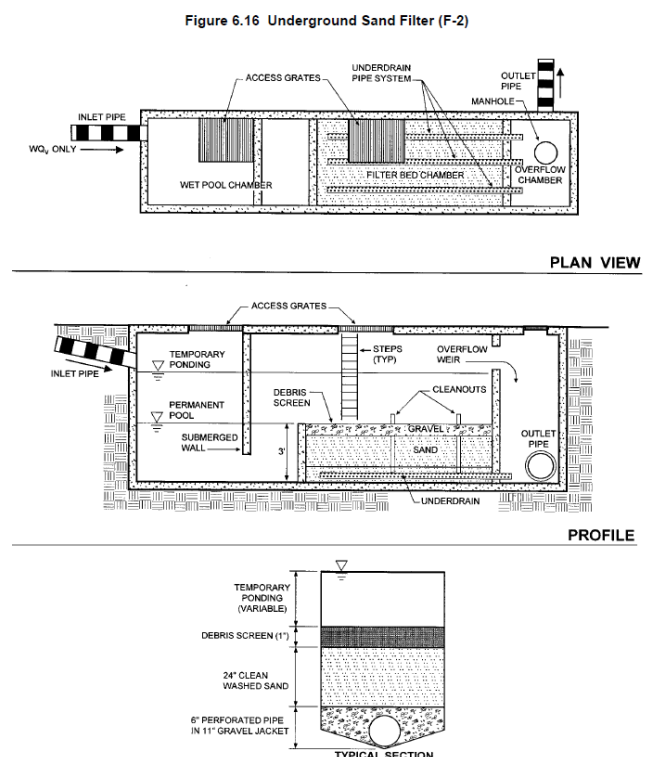 Figure 6.16 Underground Sand Filter (F-2)
ACCESS GRATES
UNDERDRAIN
PIPE SYSTEM
OUTLET
PIPE
MANHOLE
INLET PIPE
WQv ONLY
WET POOL CHAMBER
FILTER BED CHAMBER
OVERFLOW
CHAMBER
PLAN VIEW
ACCESS GRATES
TEMPORARY
PONDING
STEPS
(TYP)
OVERFLOW
WEIR
INLET PIPE
DEBRIS
SCREEN
CLEANOUTS
PERMANENT
POOL
GRAVEL
SUBMERGED
WALL
3'
SAND
OUTLET
PIPE
UNDERDRAIN
PROFILE
TEMPORARY
PONDING
(VARIABLE)
DEBRIS SCREEN (1")
24" CLEAN
WASHED SAND
6" PERFORATED PIPE
IN 11" GRAVEL JACKET
TYPICAL SECTION